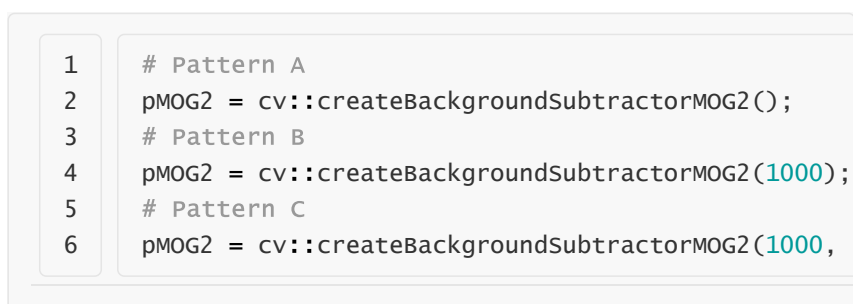 1 # Pattern A
2 pMOG2 = cv::createBackgroundSubtractorMOG2();
3 # Pattern B
4 pMOG2 = cv::createBackgroundSubtractorMOG2(1000);
5 # Pattern C
6 pMOG2 = cv::createBackgroundSubtractorMOG2(1000,